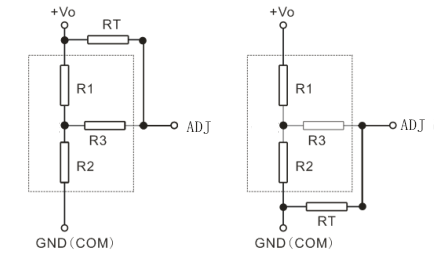 +Vo
RT
R1
R3
ADJ
R2
GND(COM)
+Vo
R1
R3
ADJ
R2
RT
GND(COM)